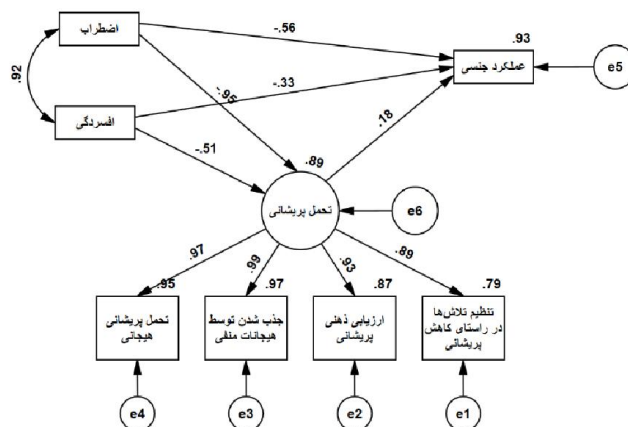 اضطراب
-.56
.93
عملکرد جنسی
e5
.92
-.95
-.33
افسردگی
.18
-.51
.89
تحمل پریشانی
e6
.97
.99
.93
.89
.95
.97
.87
.79
تحمل پریشانی
هیجانی
جذب شدن توسط
هیجانات منفی
ارزیابی ذهنی
پریشانی
تنظیم تلاش‌ها
در راستای کاهش
پریشانی
e4
e3
e2
e1